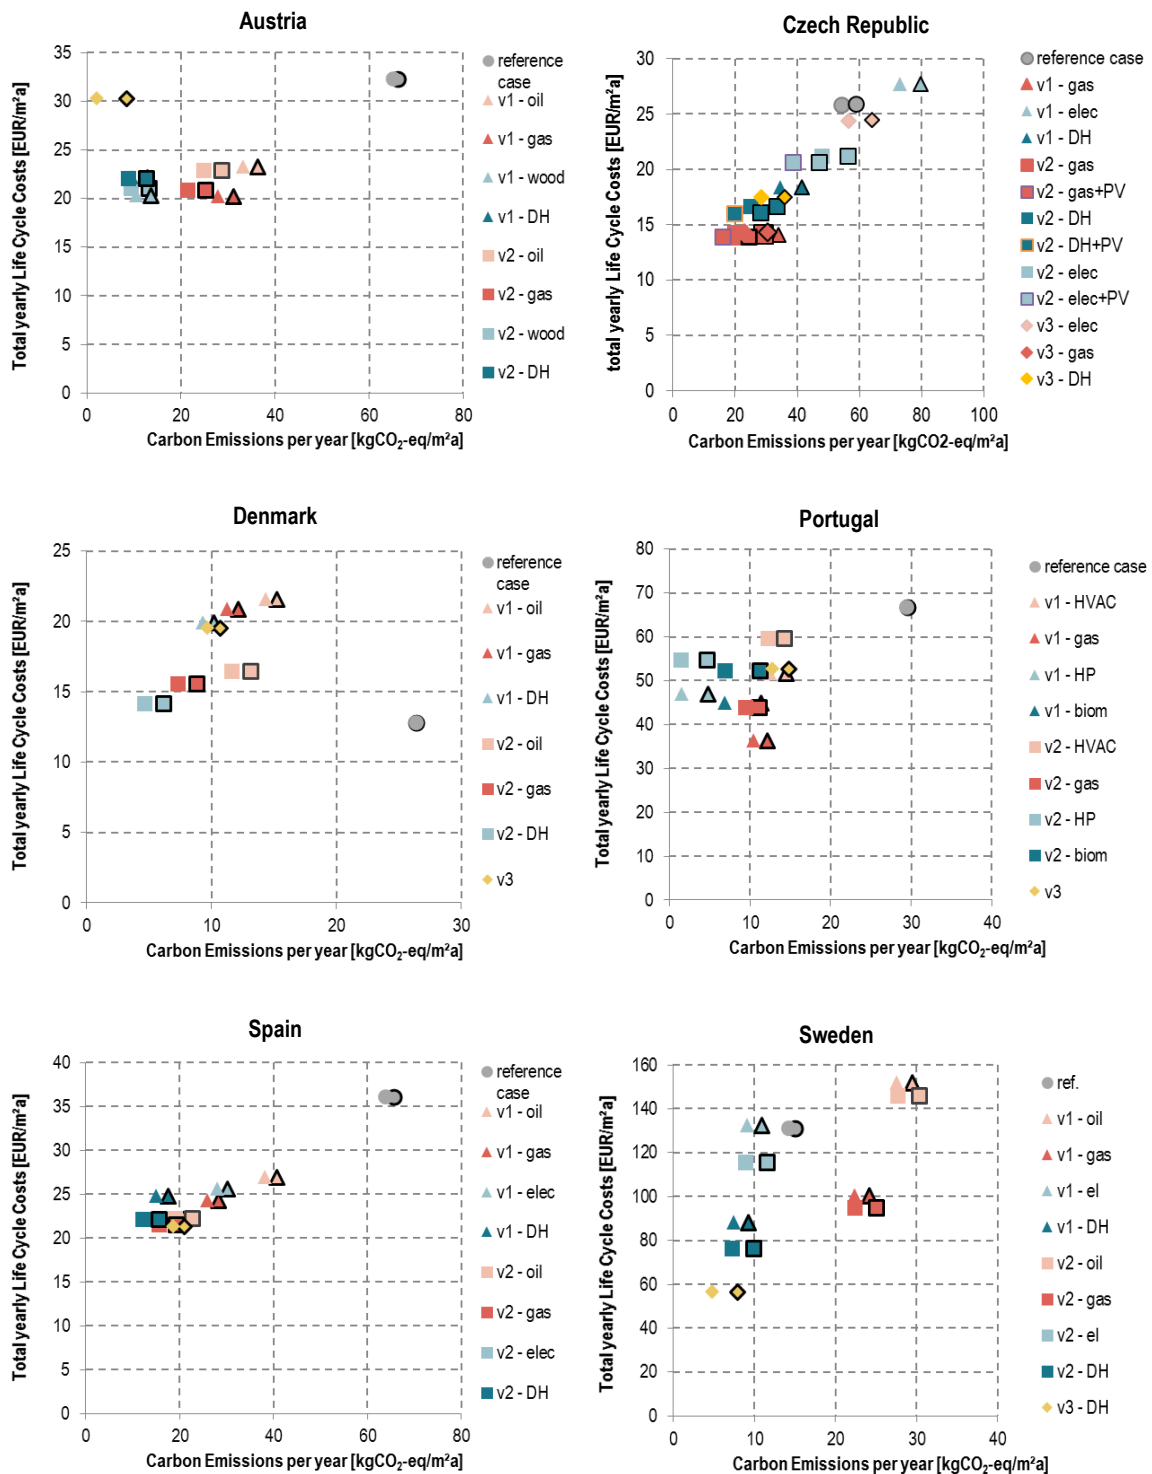 Austria
Total yearly Life Cycle Costs [EUR/m²a]
35
30
25
20
15
10
5
0
0 20 40 60 80
Carbon Emissions per year [kgCO₂-eq/m²a]
reference
case
v1 - oil
v1 - gas
v1 - wood
v1 - DH
v2 - oil
v2 - gas
v2 - wood
v2 - DH
Czech Republic
total yearly Life Cycle Costs [EUR/m²a]
30
25
20
15
10
5
0
0 20 40 60 80 100
Carbon Emissions per year [kgCO2-eq/m²a]
reference case
v1 - gas
v1 - elec
v1 - DH
v2 - gas
v2 - gas+PV
v2 - DH
v2 - DH+PV
v2 - elec
v2 - elec+PV
v3 - elec
v3 - gas
v3 - DH
Denmark
Total yearly Life Cycle Costs [EUR/m²a]
25
20
15
10
5
0
0 10 20 30
Carbon Emissions per year [kgCO₂-eq/m²a]
reference
case
v1 - oil
v1 - gas
v1 - DH
v2 - oil
v2 - gas
v2 - DH
v3
Portugal
Total yearly Life Cycle Costs [EUR/m²a]
80
70
60
50
40
30
20
10
0
0 10 20 30 40
Carbon Emissions per year [kgCO₂-eq/m²a]
reference case
v1 - HVAC
v1 - gas
v1 - HP
v1 - biom
v2 - HVAC
v2 - gas
v2 - HP
v2 - biom
v3
Spain
Total yearly Life Cycle Costs [EUR/m²a]
40
35
30
25
20
15
10
5
0
0 20 40 60 80
Carbon Emissions per year [kgCO₂-eq/m²a]
reference
case
v1 - oil
v1 - gas
v1 - elec
v1 - DH
v2 - oil
v2 - gas
v2 - elec
v2 - DH
Sweden
Total yearly Life Cycle Costs [EUR/m²a]
160
140
120
100
80
60
40
20
0
0 10 20 30 40
Carbon Emissions per year [kgCO₂-eq/m²a]
ref.
v1 - oil
v1 - gas
v1 - el
v1 - DH
v2 - oil
v2 - gas
v2 - el
v2 - DH
v3 - DH